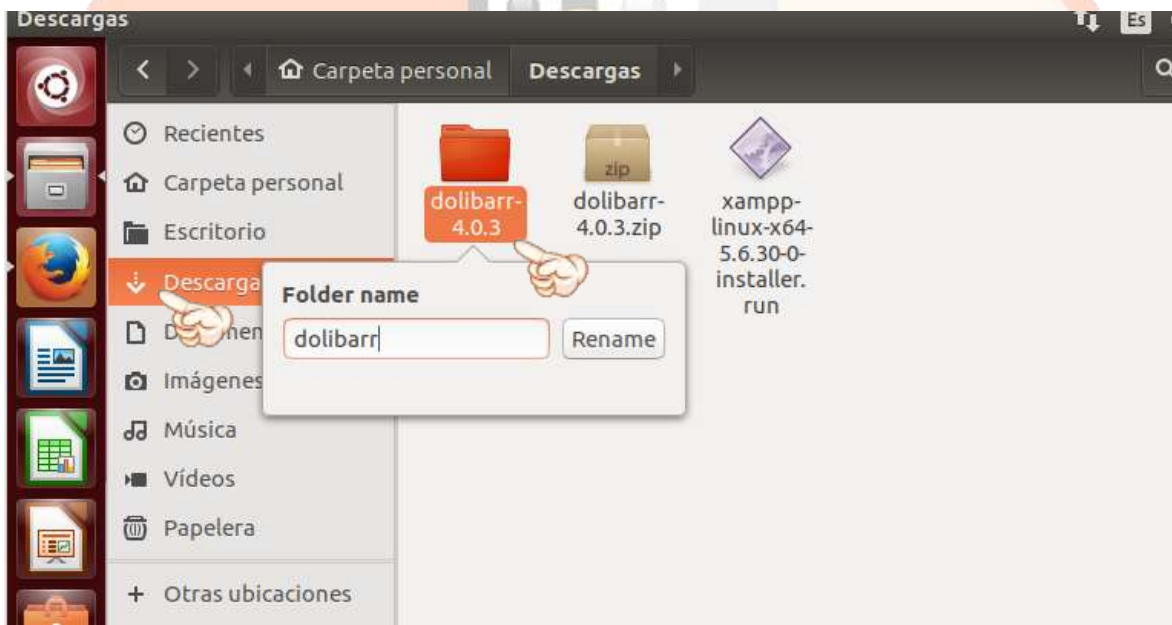 Descargas
Es
Carpeta personal
Descargas
Recientes
Carpeta personal
Escritorio
Descarga
Imágenes
Música
Vídeos
Papelera
Otras ubicaciones
dolibarr-
4.0.3
zip
dolibarr-
4.0.3.zip
xampp-
linux-x64-
5.6.30-0-
installer.
run
Folder name
dolibarr
Rename